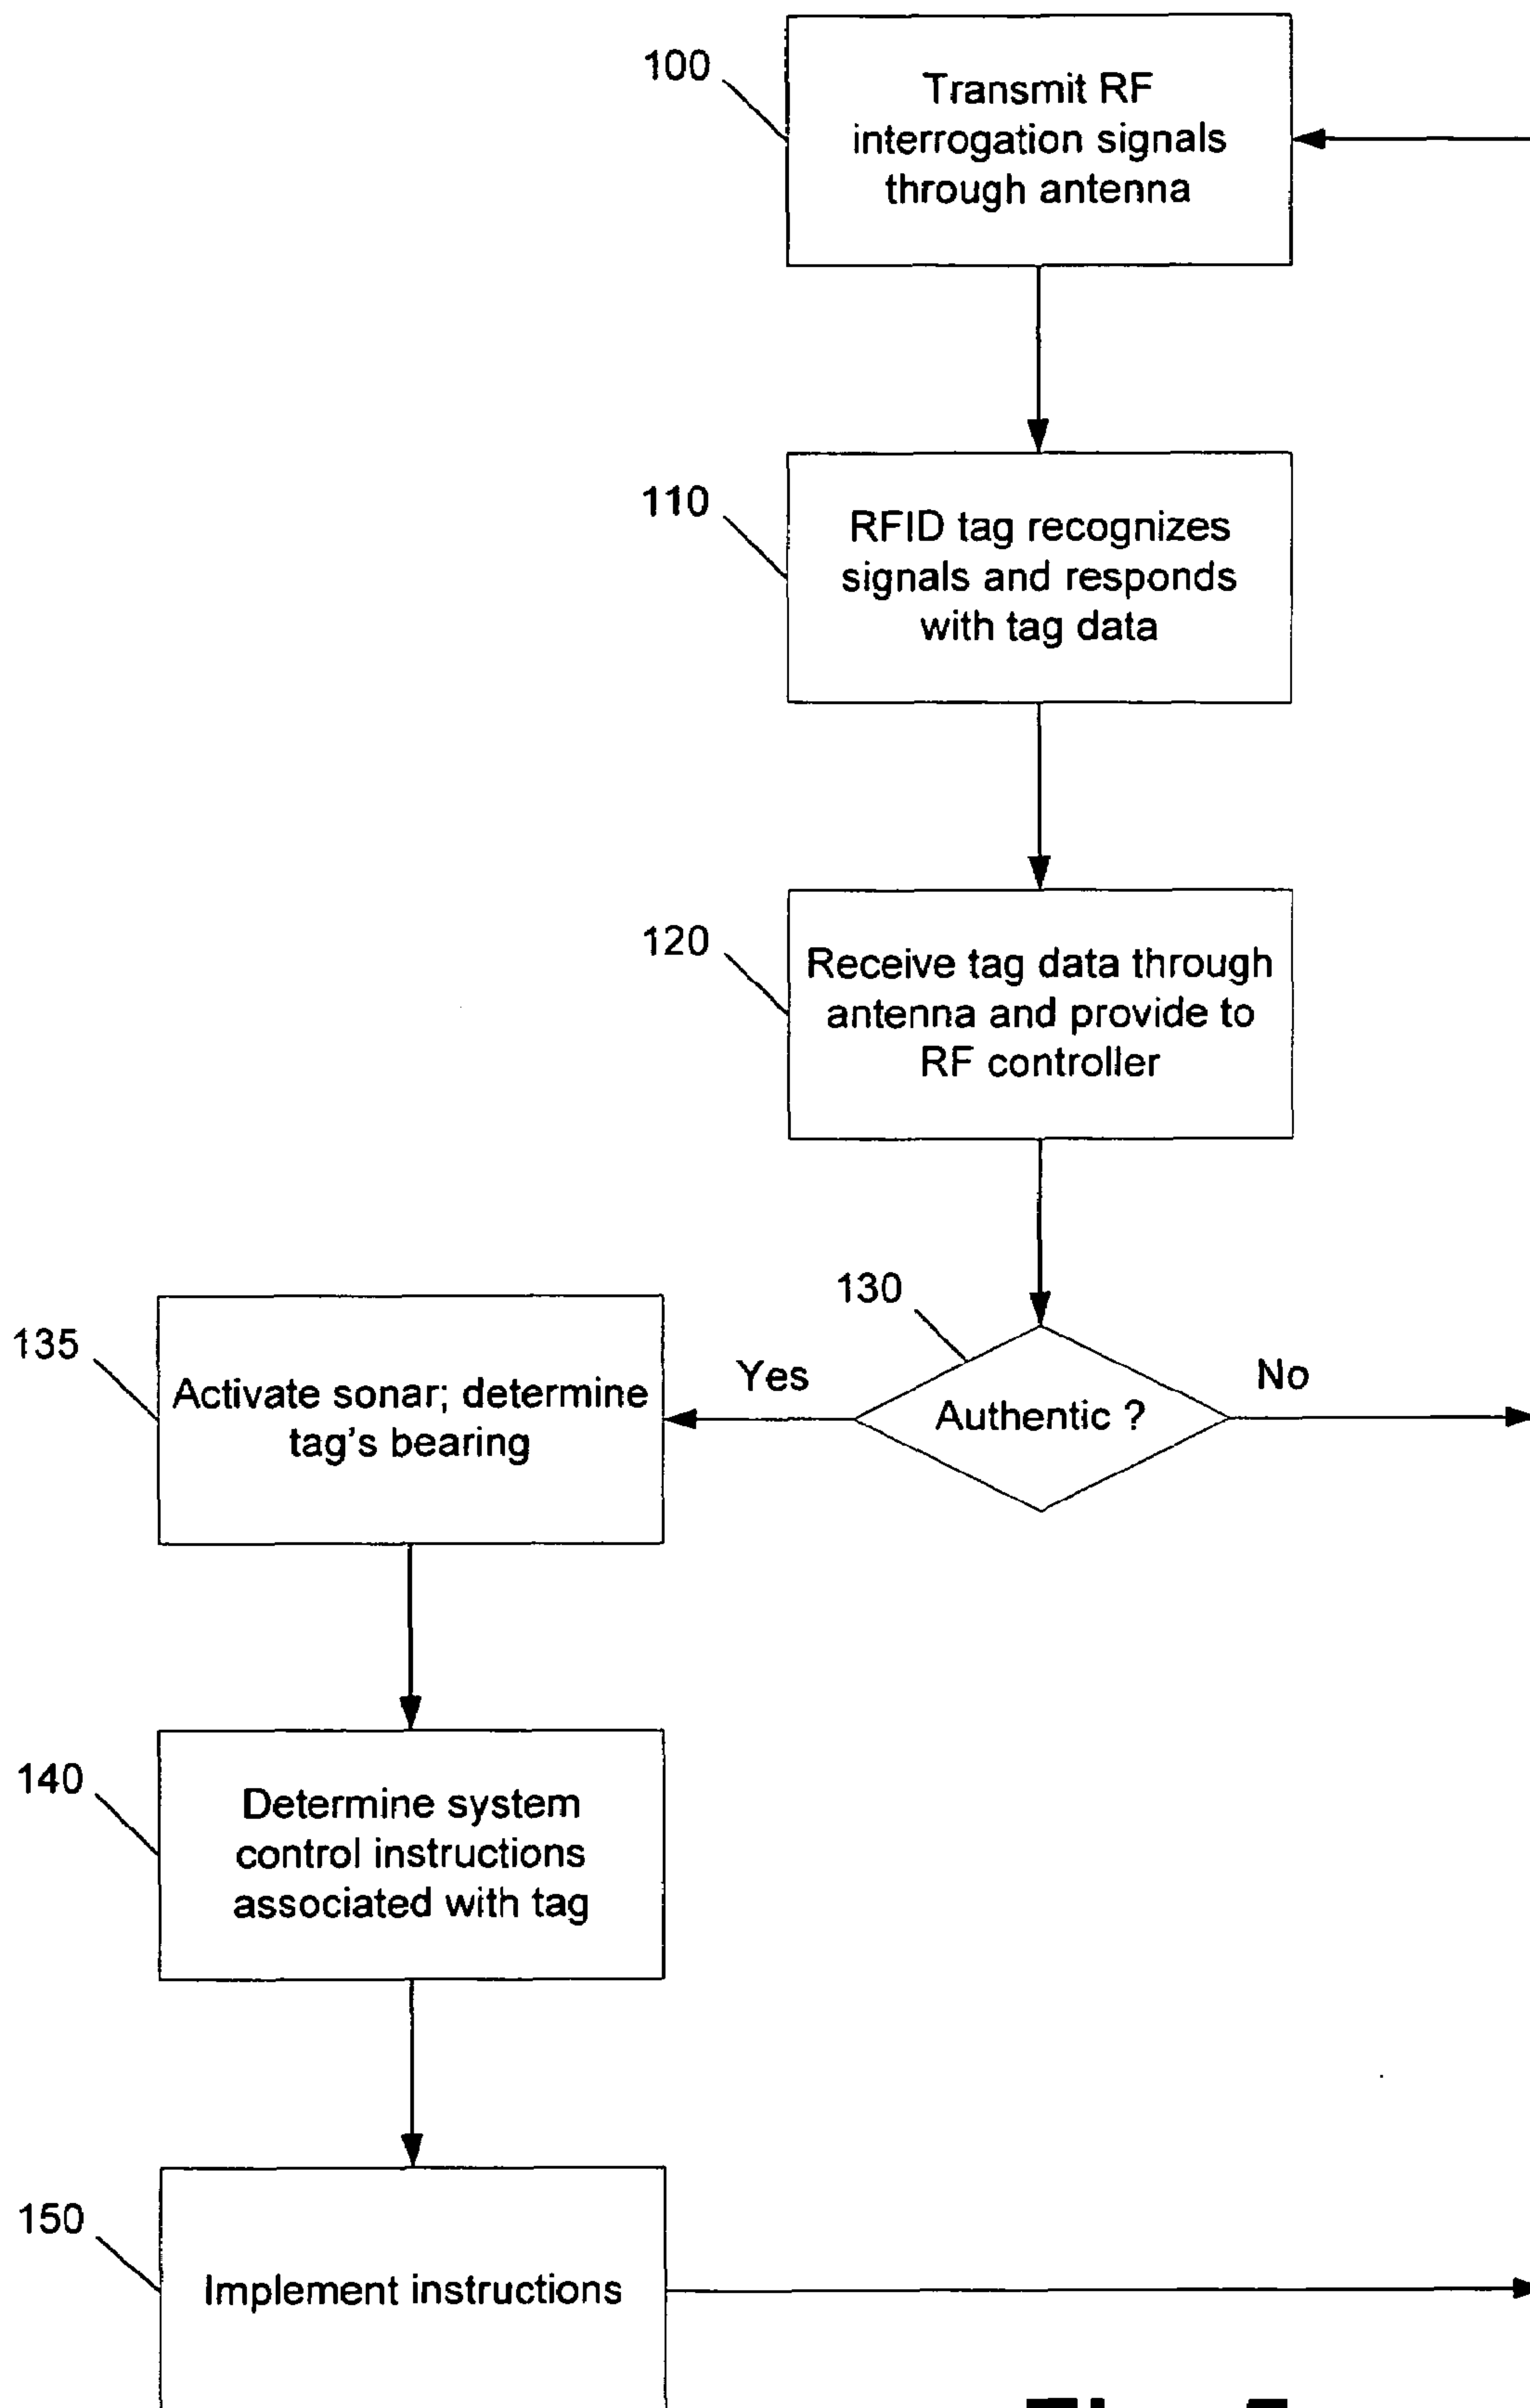 100
Transmit RF
interrogation signals
through antenna
110
RFID tag recognizes
signals and responds
with tag data
120
Receive tag data through
antenna and provide to
RF controller
130
Authentic ?
Yes
No
135
Activate sonar; determine
tag's bearing
140
Determine system
control instructions
associated with tag
150
Implement instructions